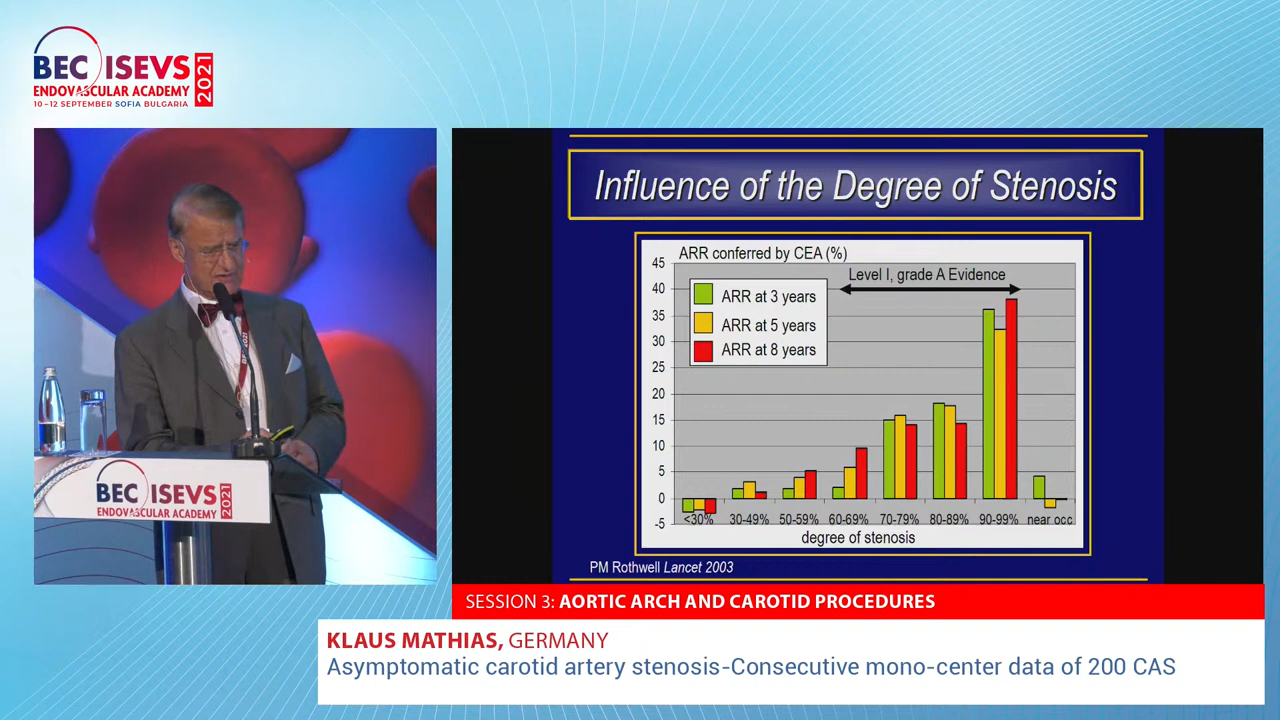 BEC ISEVS
ENDOVASCULAR ACADEMY
2021
10–12 SEPTEMBER SOFIA BULGARIA
Influence of the Degree of Stenosis
ARR conferred by CEA (%)
45
40
35
30
25
20
15
10
5
0
-5
Level I, grade A Evidence
ARR at 3 years
ARR at 5 years
ARR at 8 years
<30% 30-49% 50-59% 60-69% 70-79% 80-89% 90-99% near occ
degree of stenosis
PM Rothwell Lancet 2003
BEC ISEVS
ENDOVASCULAR ACADEMY
2021
SESSION 3: AORTIC ARCH AND CAROTID PROCEDURES
KLAUS MATHIAS, GERMANY
Asymptomatic carotid artery stenosis-Consecutive mono-center data of 200 CAS